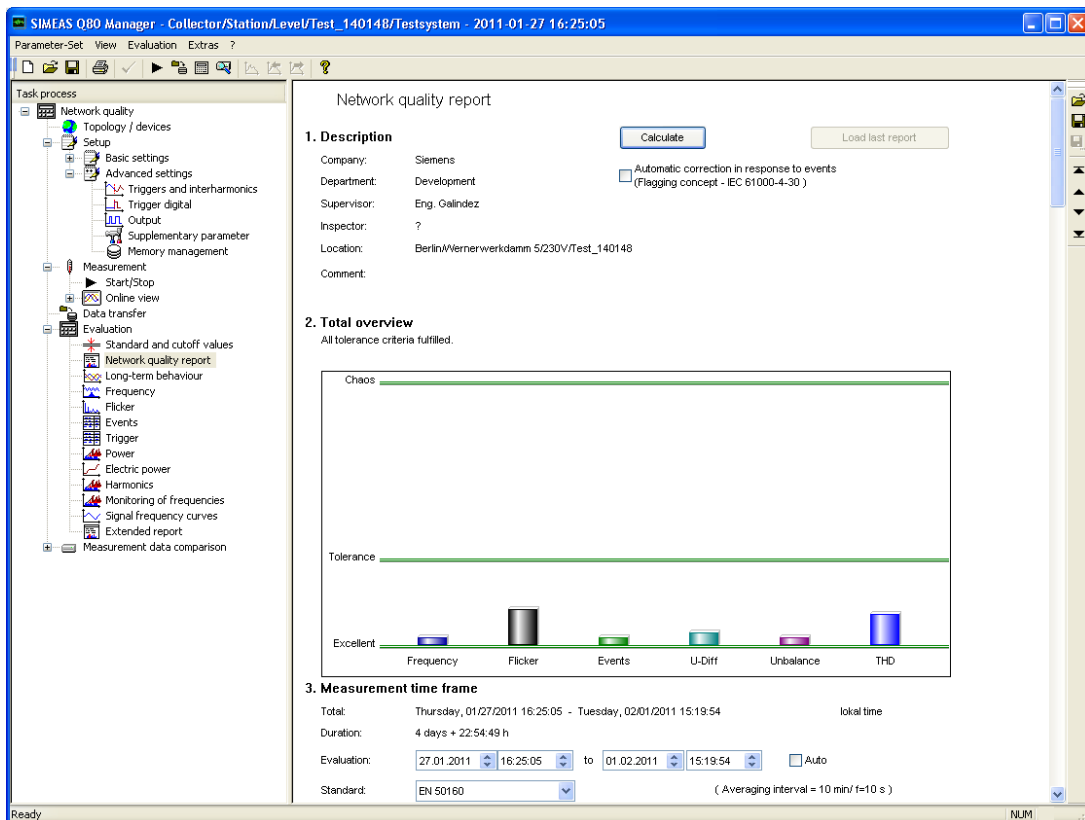 SIMEAS Q80 Manager - Collector/Station/Level/Test_140148/Testsystem - 2011-01-27 16:25:05
Parameter-Set View Evaluation Extras ?
Task process
Network quality
Topology / devices
Setup
Basic settings
Advanced settings
Triggers and interharmonics
Trigger digital
Output
Supplementary parameter
Memory management
Measurement
Start/Stop
Online view
Data transfer
Evaluation
Standard and cutoff values
Network quality report
Long-term behaviour
Frequency
Flicker
Events
Trigger
Power
Electric power
Harmonics
Monitoring of frequencies
Signal frequency curves
Extended report
Measurement data comparison
Network quality report
1. Description
Calculate
Load last report
Company: Siemens
Automatic correction in response to events
(Flagging concept - IEC 61000-4-30 )
Department: Development
Supervisor: Eng. Galindez
Inspector: ?
Location: Berlin/Wernerwerkdamm 5/230V/Test_140148
Comment:
2. Total overview
All tolerance criteria fulfilled.
Chaos
Tolerance
Excellent
Frequency Flicker Events U-Diff Unbalance THD
3. Measurement time frame
Total: Thursday, 01/27/2011 16:25:05 - Tuesday, 02/01/2011 15:19:54 lokal time
Duration: 4 days + 22:54:49 h
Evaluation: 27.01.2011 16:25:05 to 01.02.2011 15:19:54 Auto
Standard: EN 50160 ( Averaging interval = 10 min/ f=10 s )
Ready NUM